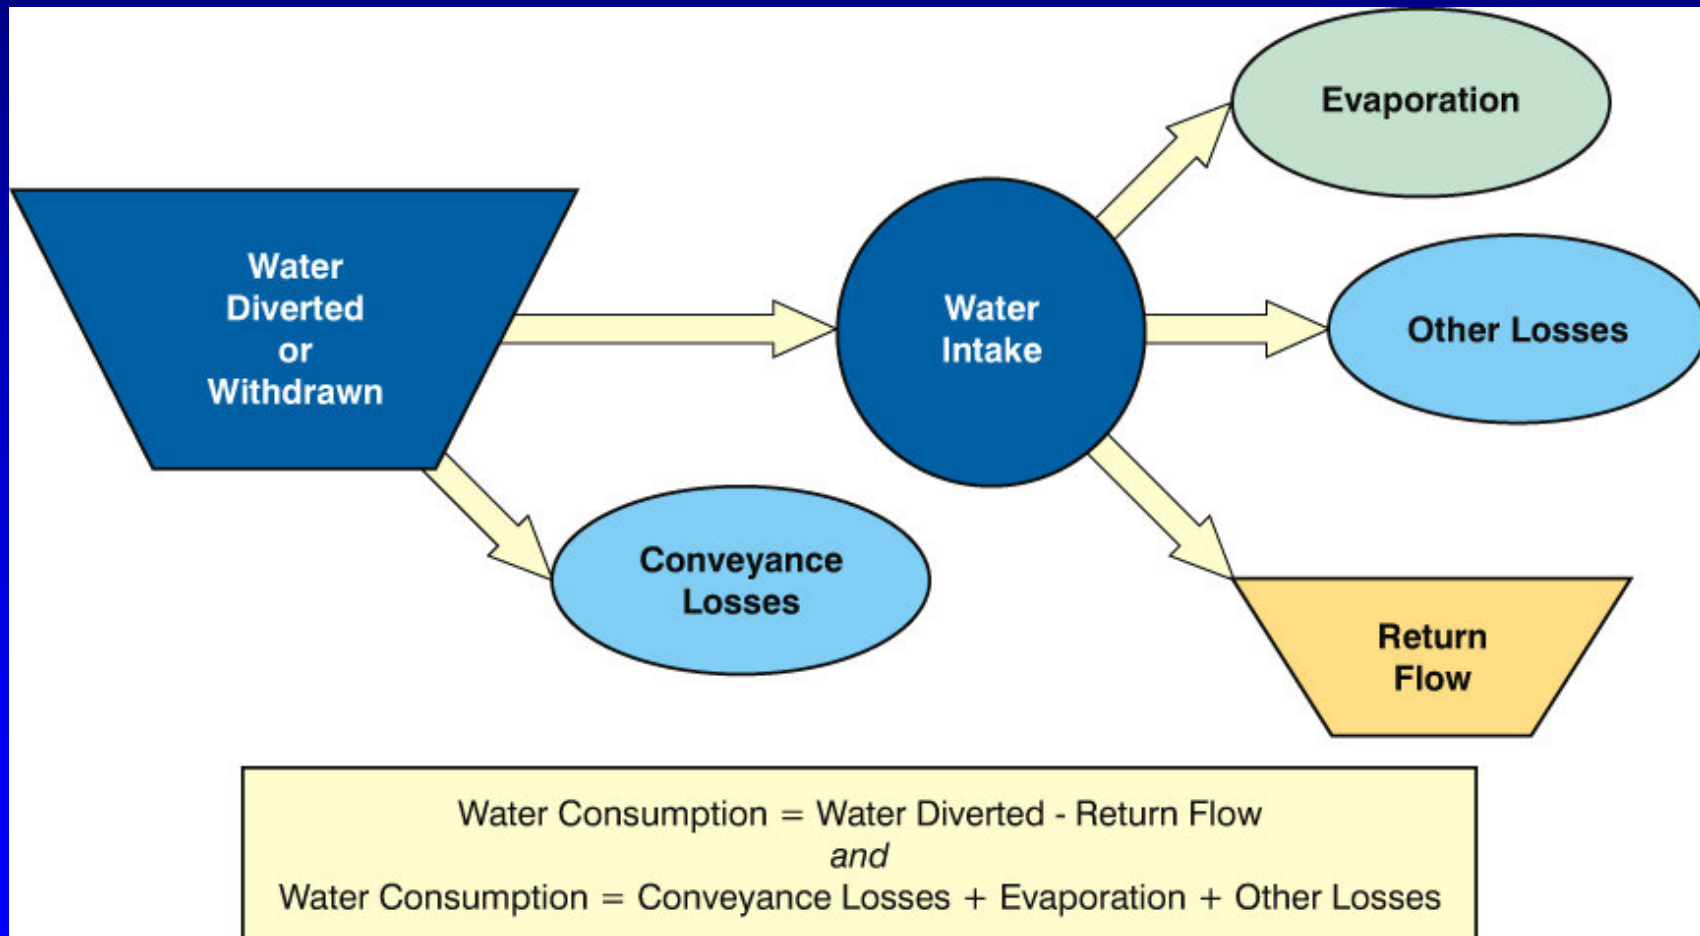 Evaporation
Water
Diverted
or
Withdrawn
Water
Intake
Other Losses
Conveyance
Losses
Return
Flow
Water Consumption = Water Diverted - Return Flow
and
Water Consumption = Conveyance Losses + Evaporation + Other Losses